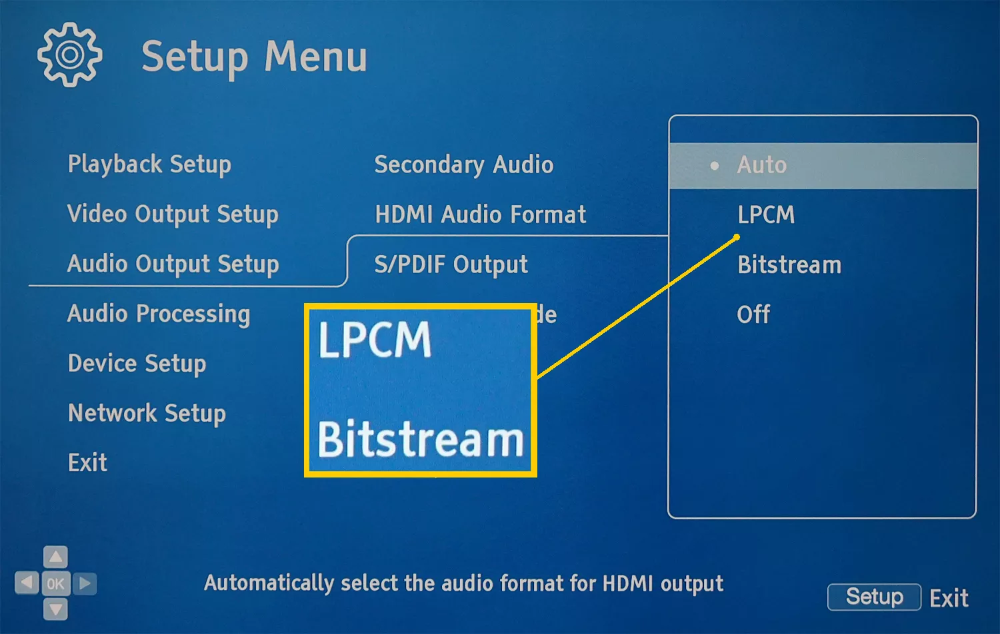 Setup Menu
Playback Setup
Video Output Setup
Audio Output Setup
Audio Processing
Device Setup
Network Setup
Exit
Secondary Audio
HDMI Audio Format
S/PDIF Output
LPCM
Bitstream
Auto
LPCM
Bitstream
Off
OK
Automatically select the audio format for HDMI output
Setup Exit